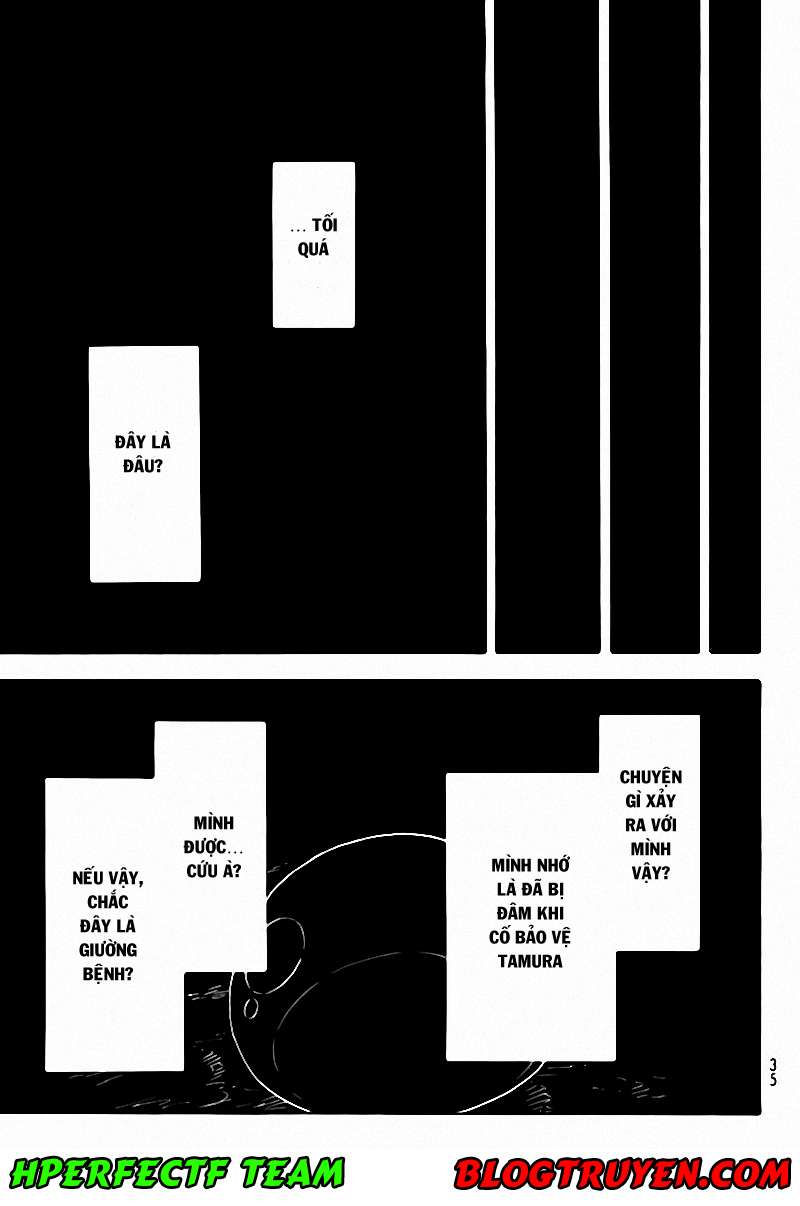 ... TỐI
QUÁ
ĐÂY LÀ
ĐÂU?
CHUYỆN
GÌ XẢY
RA VỚI
MÌNH
VẬY?
MÌNH NHỚ
LÀ ĐÃ BỊ
ĐÂM KHI
CỐ BẢO VỆ
TAMURA
MÌNH
ĐƯỢC...
CỨU À?
NẾU VẬY,
CHẮC
ĐÂY LÀ
GIƯỜNG
BỆNH?
35
HPERFECTF TEAM
BLOGTRUYEN.COM